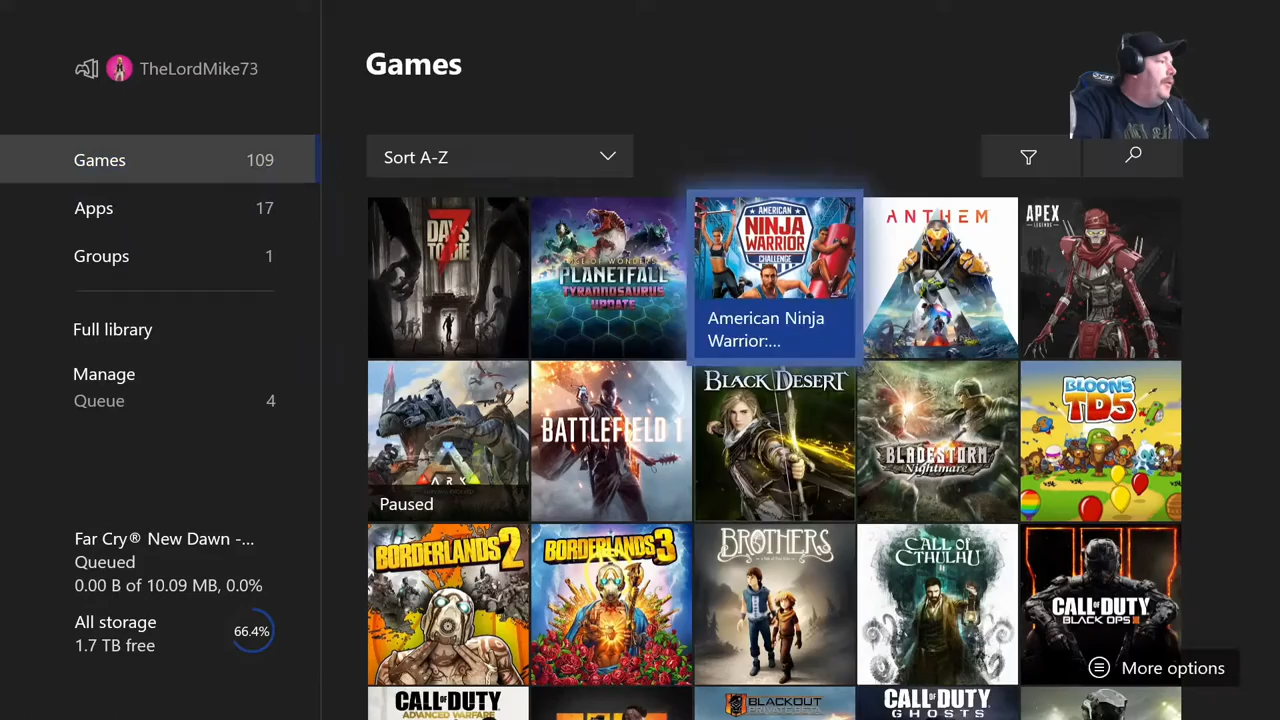 TheLordMike73
Games
Games 109
Sort A-Z
Apps 17
Groups 1
Full library
Manage
Queue 4
Far Cry® New Dawn -...
Queued
0.00 B of 10.09 MB, 0.0%
All storage
1.7 TB free
66.4%
7
DAYS
TO DIE
AGE OF WONDERS
PLANETFALL
TYRANNOSAURUS
UPDATE
AMERICAN
NINJA
WARRIOR
CHALLENGE
American Ninja
Warrior:...
ANTHEM
APEX
LEGENDS
ARK
Paused
BATTLEFIELD 1
BLACK DESERT
BLADESTORM
Nightmare
BLOONS
TD5
BORDERLANDS 2
BORDERLANDS 3
BROTHERS
CALL OF
CTHULHU
CALL OF DUTY
BLACK OPS III
More options
CALL OF DUTY
ADVANCED WARFARE
BLACKOUT
PRIVATE BETA
CALL OF DUTY
GHOSTS